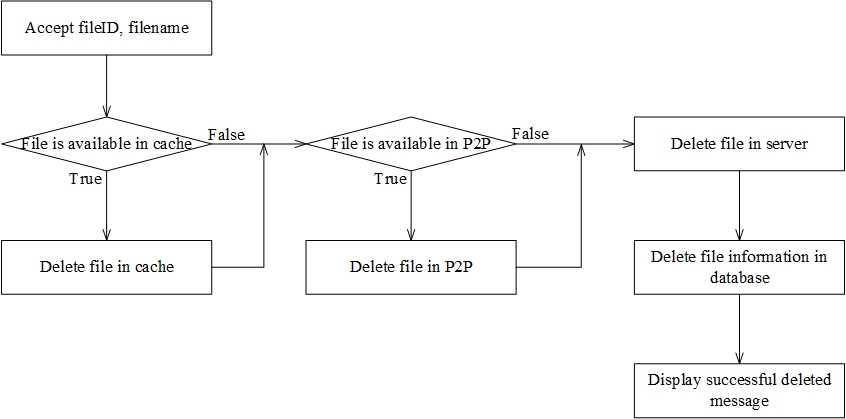 Accept fileID, filename
File is available in cache
False
True
Delete file in cache
File is available in P2P
False
True
Delete file in P2P
Delete file in server
Delete file information in
database
Display successful deleted
message